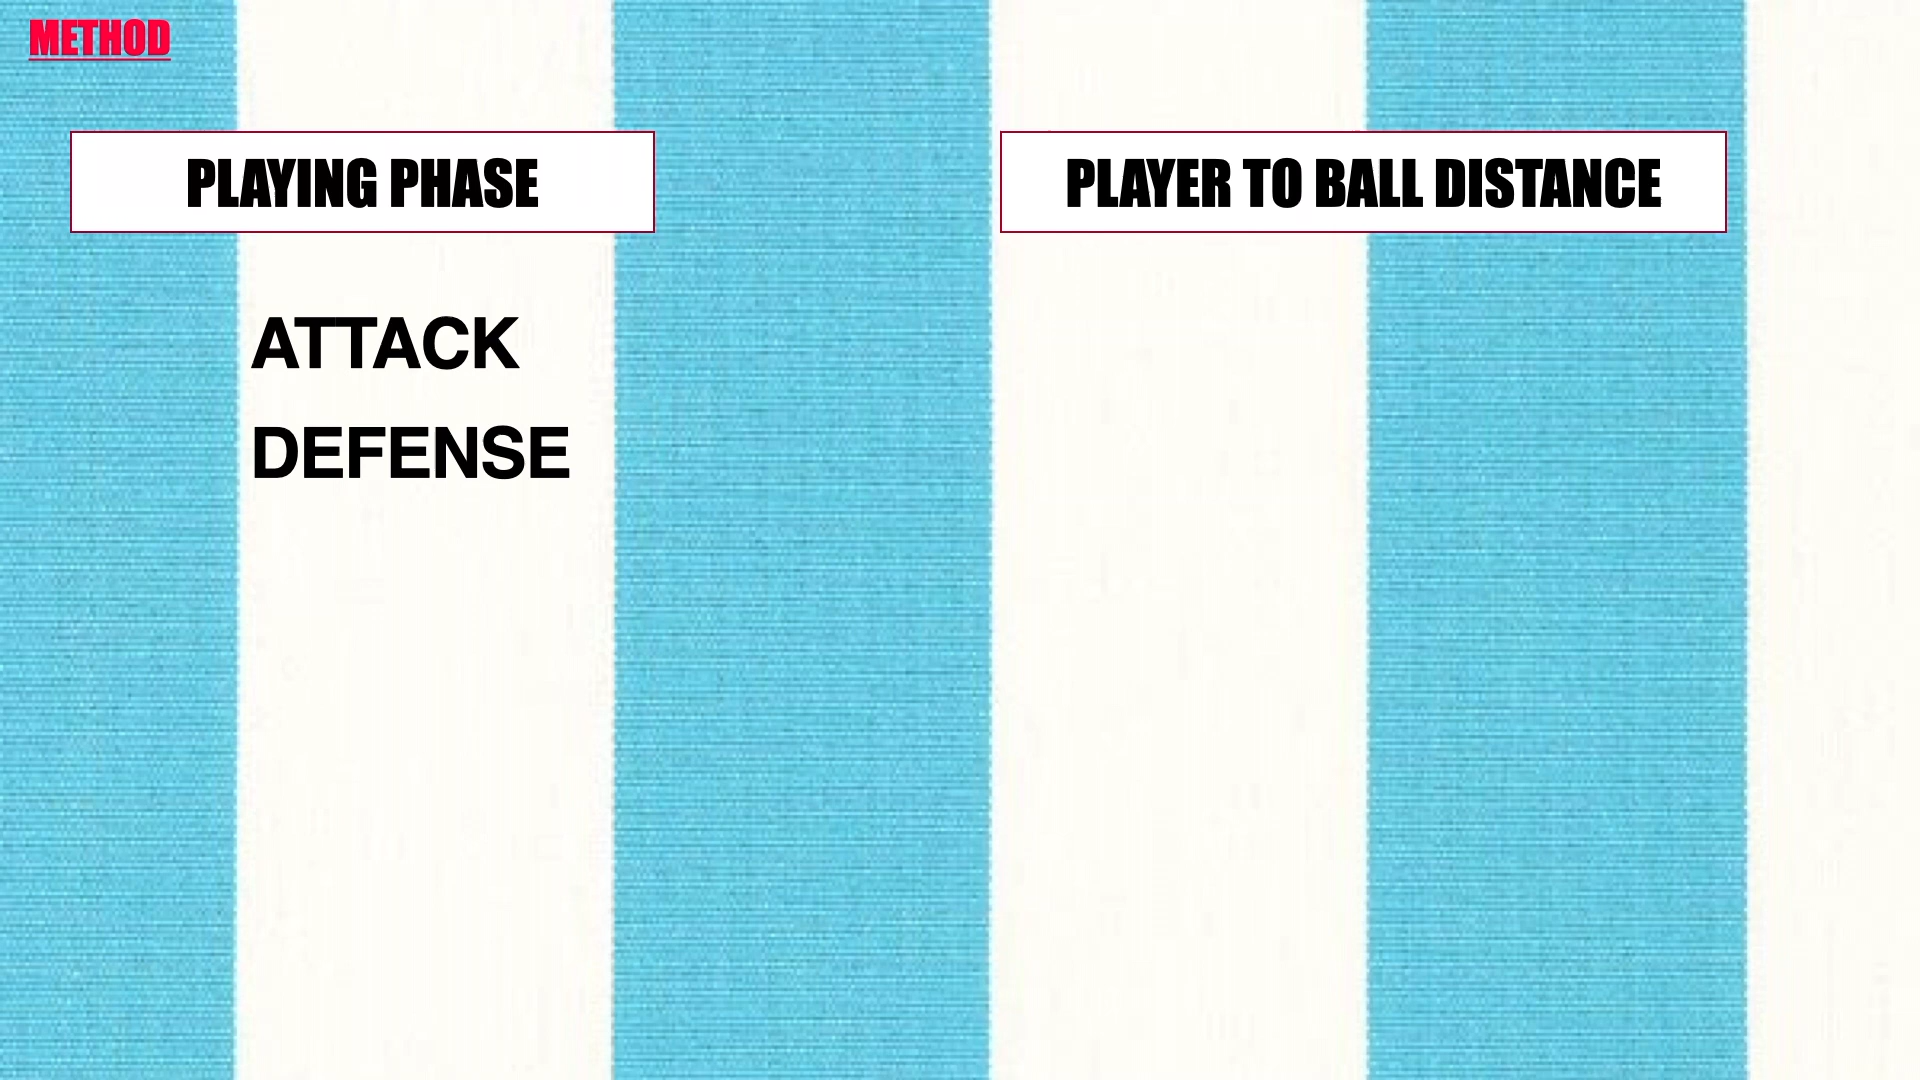 METHOD
PLAYING PHASE
PLAYER TO BALL DISTANCE
ATTACK
DEFENSE